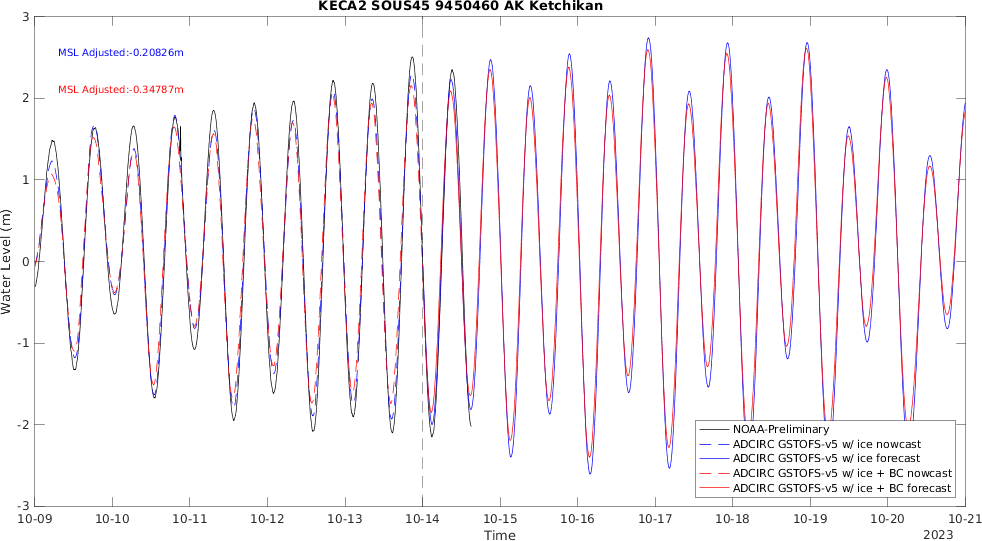 KECA2 SOUS45 9450460 AK Ketchikan
MSL Adjusted:-0.20826m
MSL Adjusted:-0.34787m
Water Level (m)
3
2
1
0
-1
-2
-3
NOAA-Preliminary
ADCIRC GSTOFS-v5 w/ ice nowcast
ADCIRC GSTOFS-v5 w/ ice forecast
ADCIRC GSTOFS-v5 w/ ice + BC nowcast
ADCIRC GSTOFS-v5 w/ ice + BC forecast
10-09 10-10 10-11 10-12 10-13 10-14 10-15 10-16 10-17 10-18 10-19 10-20 10-21
Time
2023